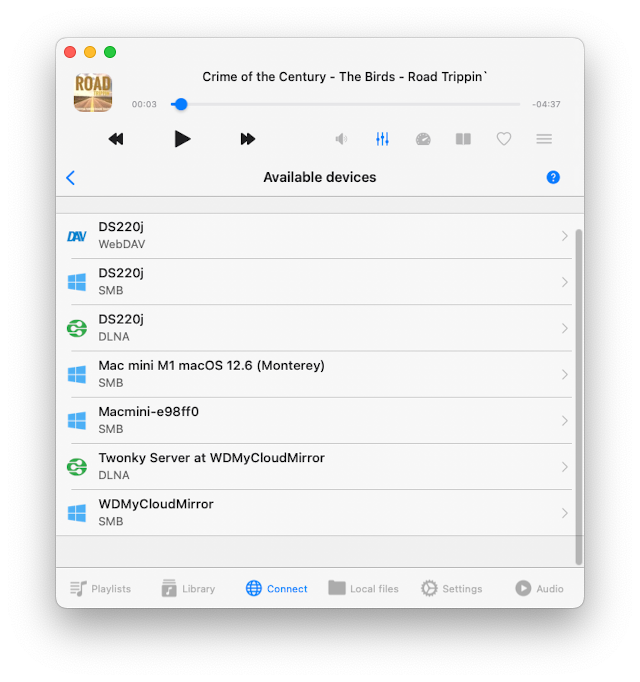 ROAD
Crime of the Century - The Birds - Road Trippin`
00:03
-04:37
Available devices
?
DAV
DS220j
WebDAV
DS220j
SMB
DS220j
DLNA
Mac mini M1 macOS 12.6 (Monterey)
SMB
Macmini-e98ff0
SMB
Twonky Server at WDMyCloudMirror
DLNA
WDMyCloudMirror
SMB
Playlists Library Connect Local files Settings Audio